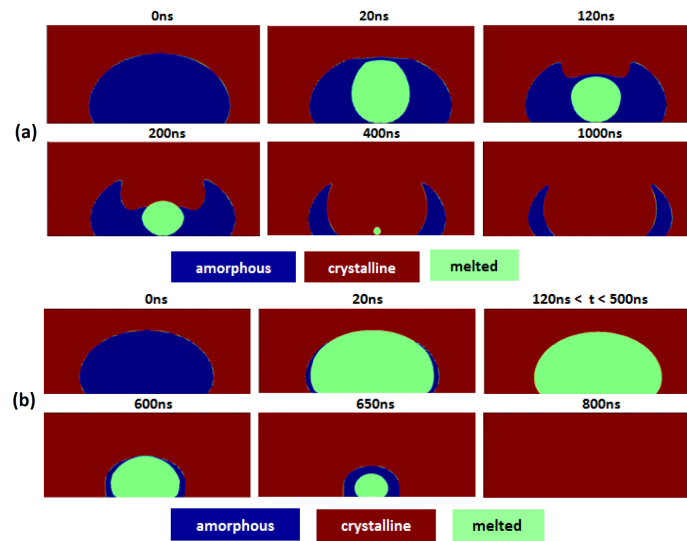 0ns 20ns 120ns
(a)
200ns 400ns 1000ns
amorphous crystalline melted
0ns 20ns 120ns < t < 500ns
(b)
600ns 650ns 800ns
amorphous crystalline melted